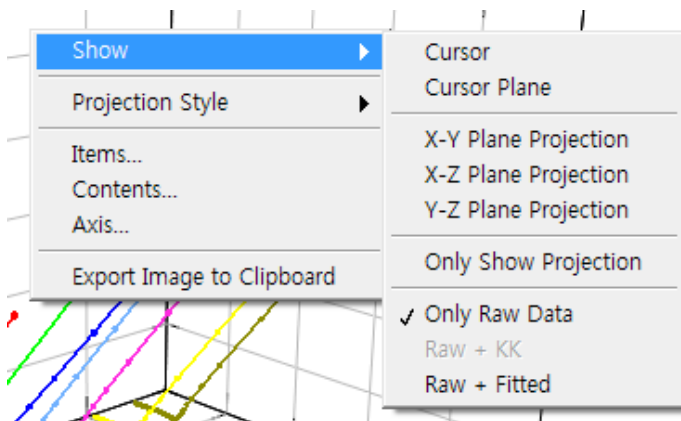 Show
Projection Style
Items...
Contents...
Axis...
Export Image to Clipboard
Cursor
Cursor Plane
X-Y Plane Projection
X-Z Plane Projection
Y-Z Plane Projection
Only Show Projection
Only Raw Data
Raw + KK
Raw + Fitted